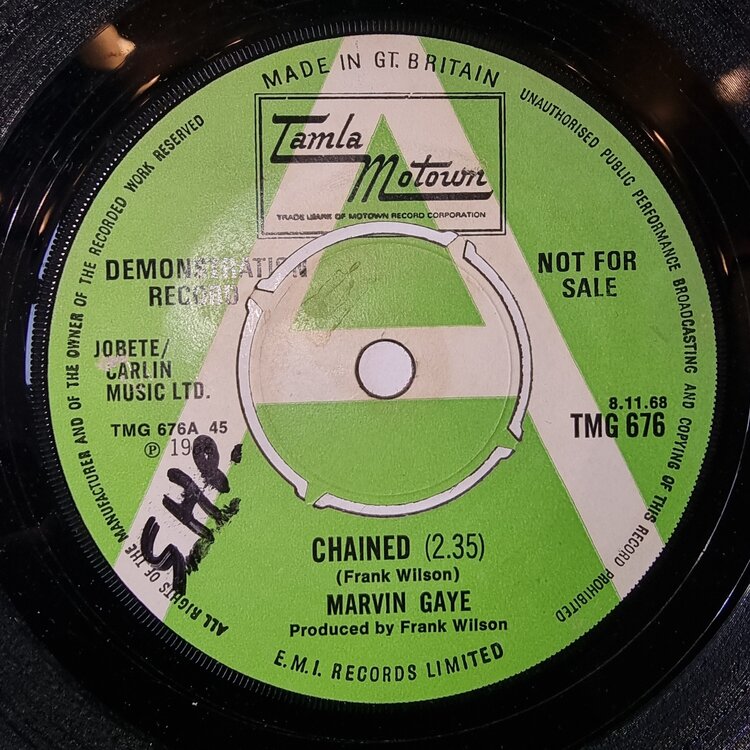 MADE IN GT. BRITAIN
Tamla
Motown
TRADE MARK OF MOTOWN RECORD CORPORATION
A
DEMONSTRATION
RECORD
NOT FOR
SALE
JOBETE/
CARLIN
MUSIC LTD.
TMG 676A 45
℗ 19
8.11.68
TMG 676
S.H.P.
CHAINED (2.35)
(Frank Wilson)
MARVIN GAYE
Produced by Frank Wilson
E.M.I. RECORDS LIMITED
ALL RIGHTS OF THE MANUFACTURER AND OF THE OWNER OF THE RECORDED WORK RESERVED
UNAUTHORISED PUBLIC PERFORMANCE BROADCASTING AND COPYING OF THIS RECORD PROHIBITED